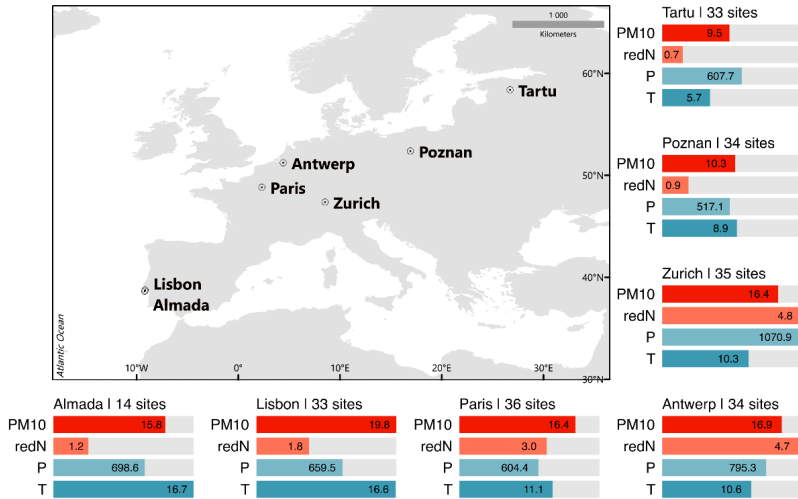 1 000
Kilometers
60°N
50°N
40°N
30°N
10°W
0°
10°E
20°E
30°E
Atlantic Ocean
Tartu
Poznan
Antwerp
Paris
Zurich
Lisbon
Almada
Tartu | 33 sites
PM10 9.5
redN 0.7
P 607.7
T 5.7
Poznan | 34 sites
PM10 10.3
redN 0.9
P 517.1
T 8.9
Zurich | 35 sites
PM10 16.4
redN 4.8
P 1070.9
T 10.3
Almada | 14 sites
PM10 15.8
redN 1.2
P 698.6
T 16.7
Lisbon | 33 sites
PM10 19.8
redN 1.8
P 659.5
T 16.6
Paris | 36 sites
PM10 16.4
redN 3.0
P 604.4
T 11.1
Antwerp | 34 sites
PM10 16.9
redN 4.7
P 795.3
T 10.6